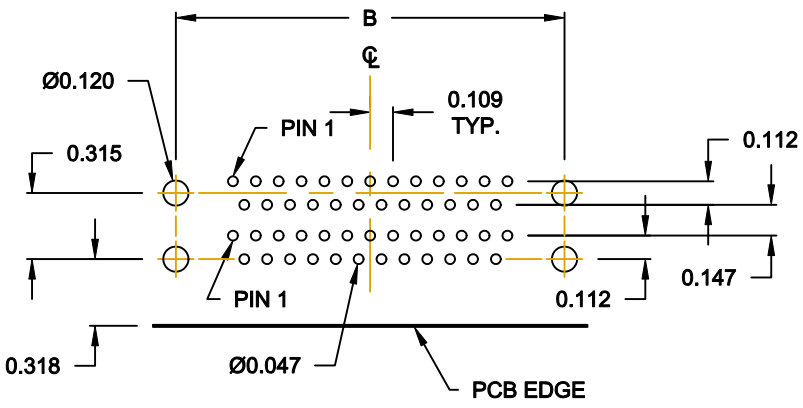 B
℄
Ø0.120
0.109
TYP.
PIN 1
0.112
0.315
0.147
PIN 1
0.112
0.318
Ø0.047
PCB EDGE